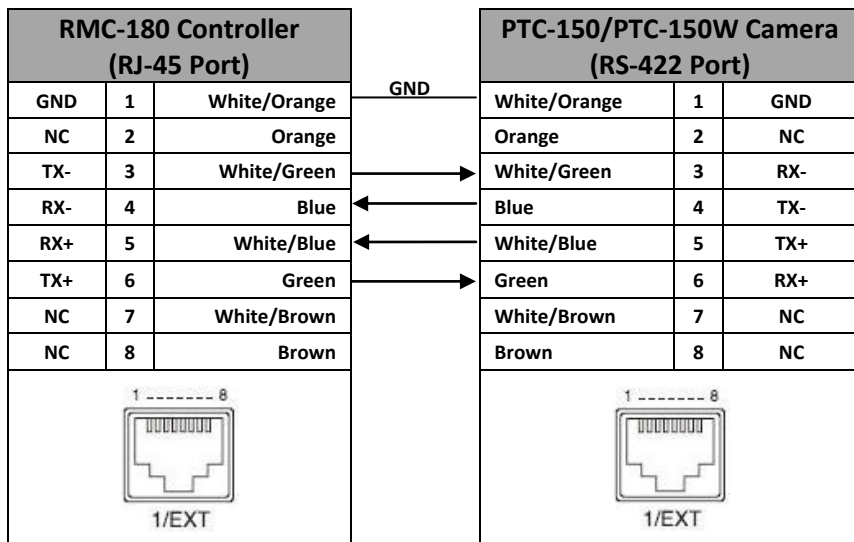 RMC-180 Controller
(RJ-45 Port)
GND 1 White/Orange
NC 2 Orange
TX- 3 White/Green
RX- 4 Blue
RX+ 5 White/Blue
TX+ 6 Green
NC 7 White/Brown
NC 8 Brown
1 ------- 8
1/EXT
GND
PTC-150/PTC-150W Camera
(RS-422 Port)
White/Orange 1 GND
Orange 2 NC
White/Green 3 RX-
Blue 4 TX-
White/Blue 5 TX+
Green 6 RX+
White/Brown 7 NC
Brown 8 NC
1 ------- 8
1/EXT